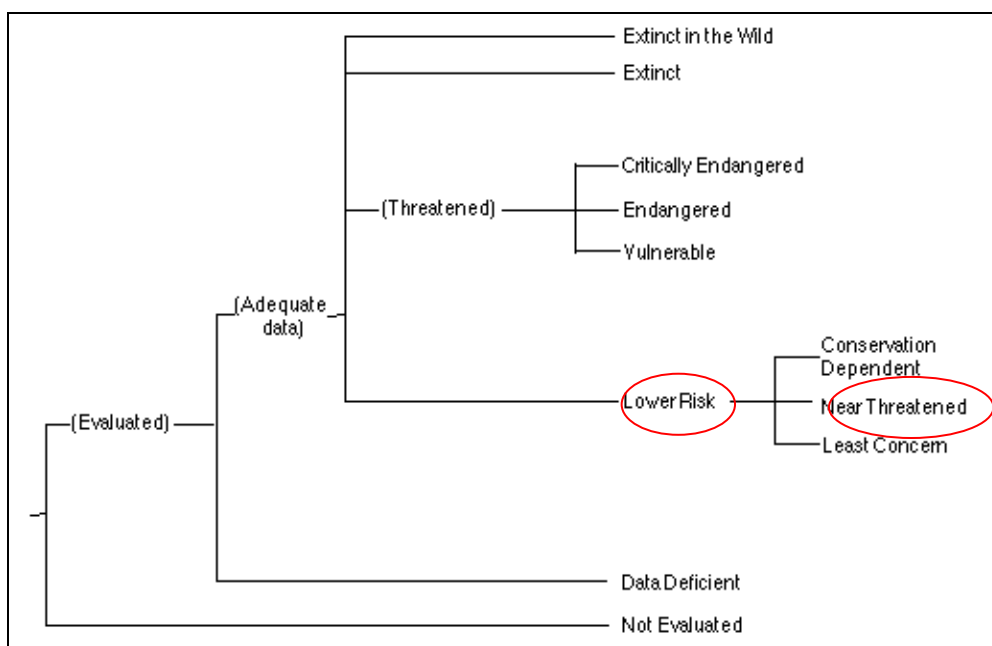 Extinct in the Wild
Extinct
Critically Endangered
(Threatened)
Endangered
Vulnerable
(Adequate
data)
Conservation
Dependent
Lower Risk
Near Threatened
Least Concern
(Evaluated)
Data Deficient
Not Evaluated